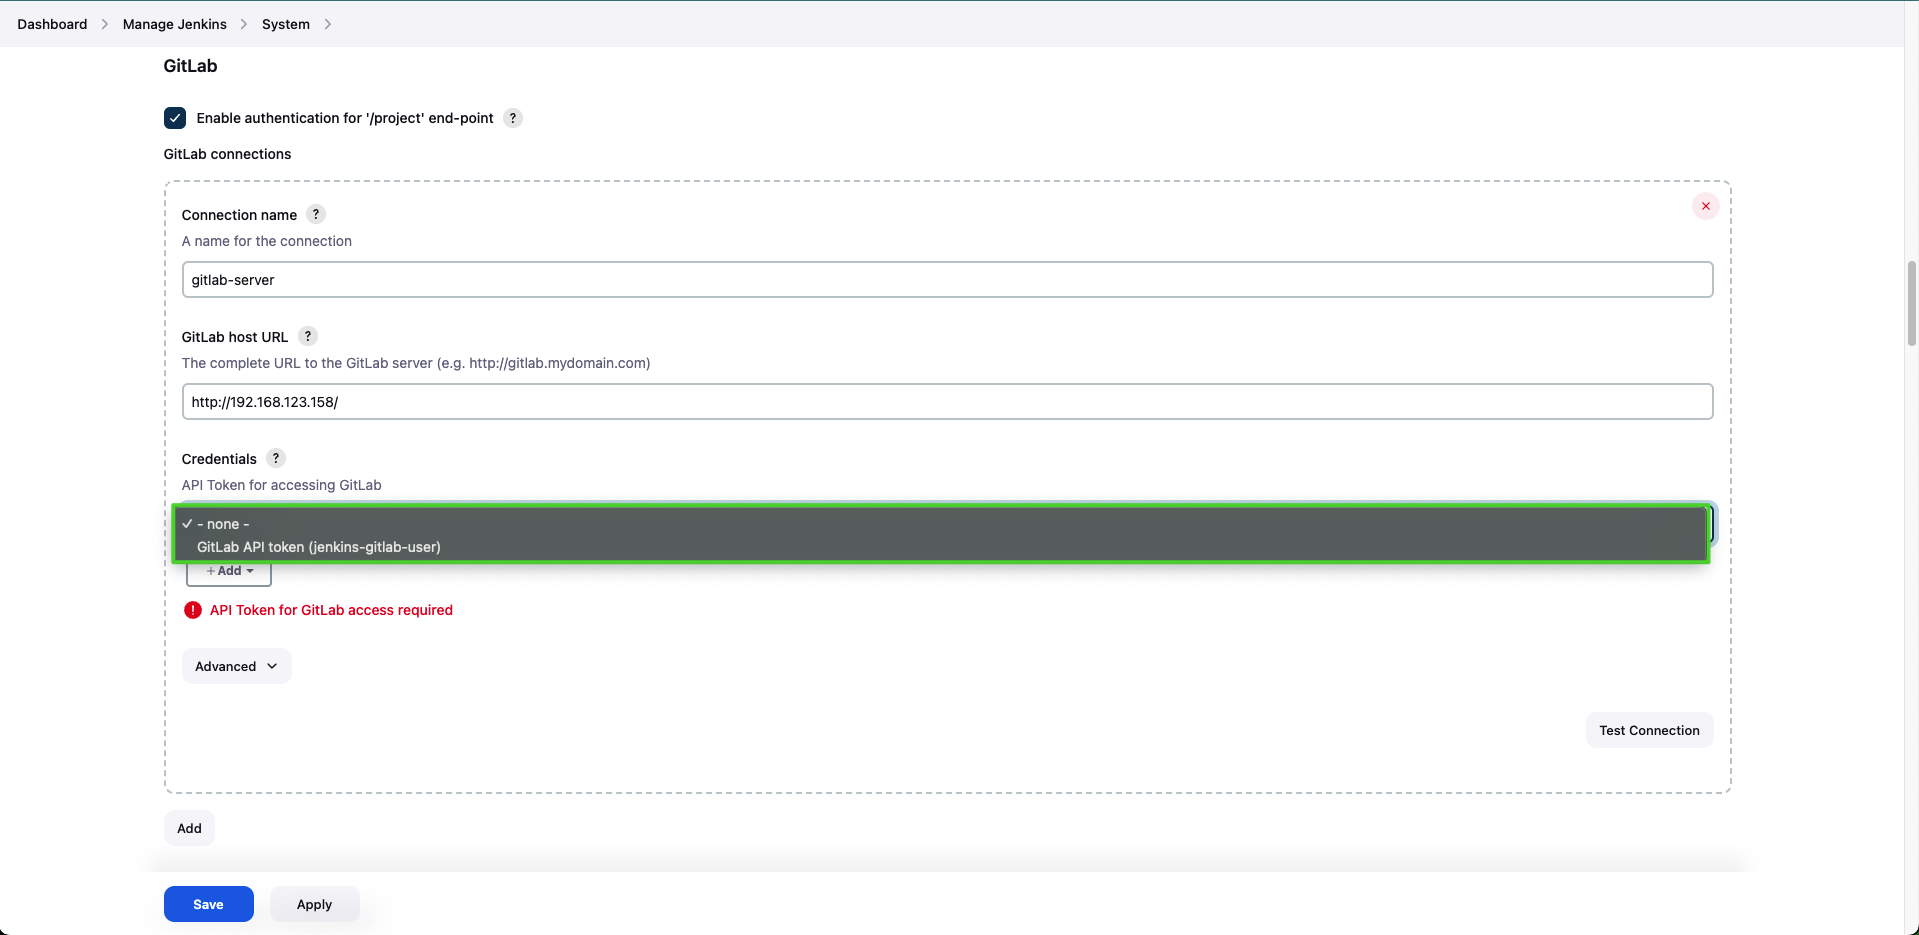 Dashboard > Manage Jenkins > System >
GitLab
Enable authentication for '/project' end-point ?
GitLab connections
Connection name ?
A name for the connection
gitlab-server
GitLab host URL ?
The complete URL to the GitLab server (e.g. http://gitlab.mydomain.com)
http://192.168.123.158/
Credentials ?
API Token for accessing GitLab
- none -
GitLab API token (jenkins-gitlab-user)
+ Add
API Token for GitLab access required
Advanced
Test Connection
Add
Save Apply